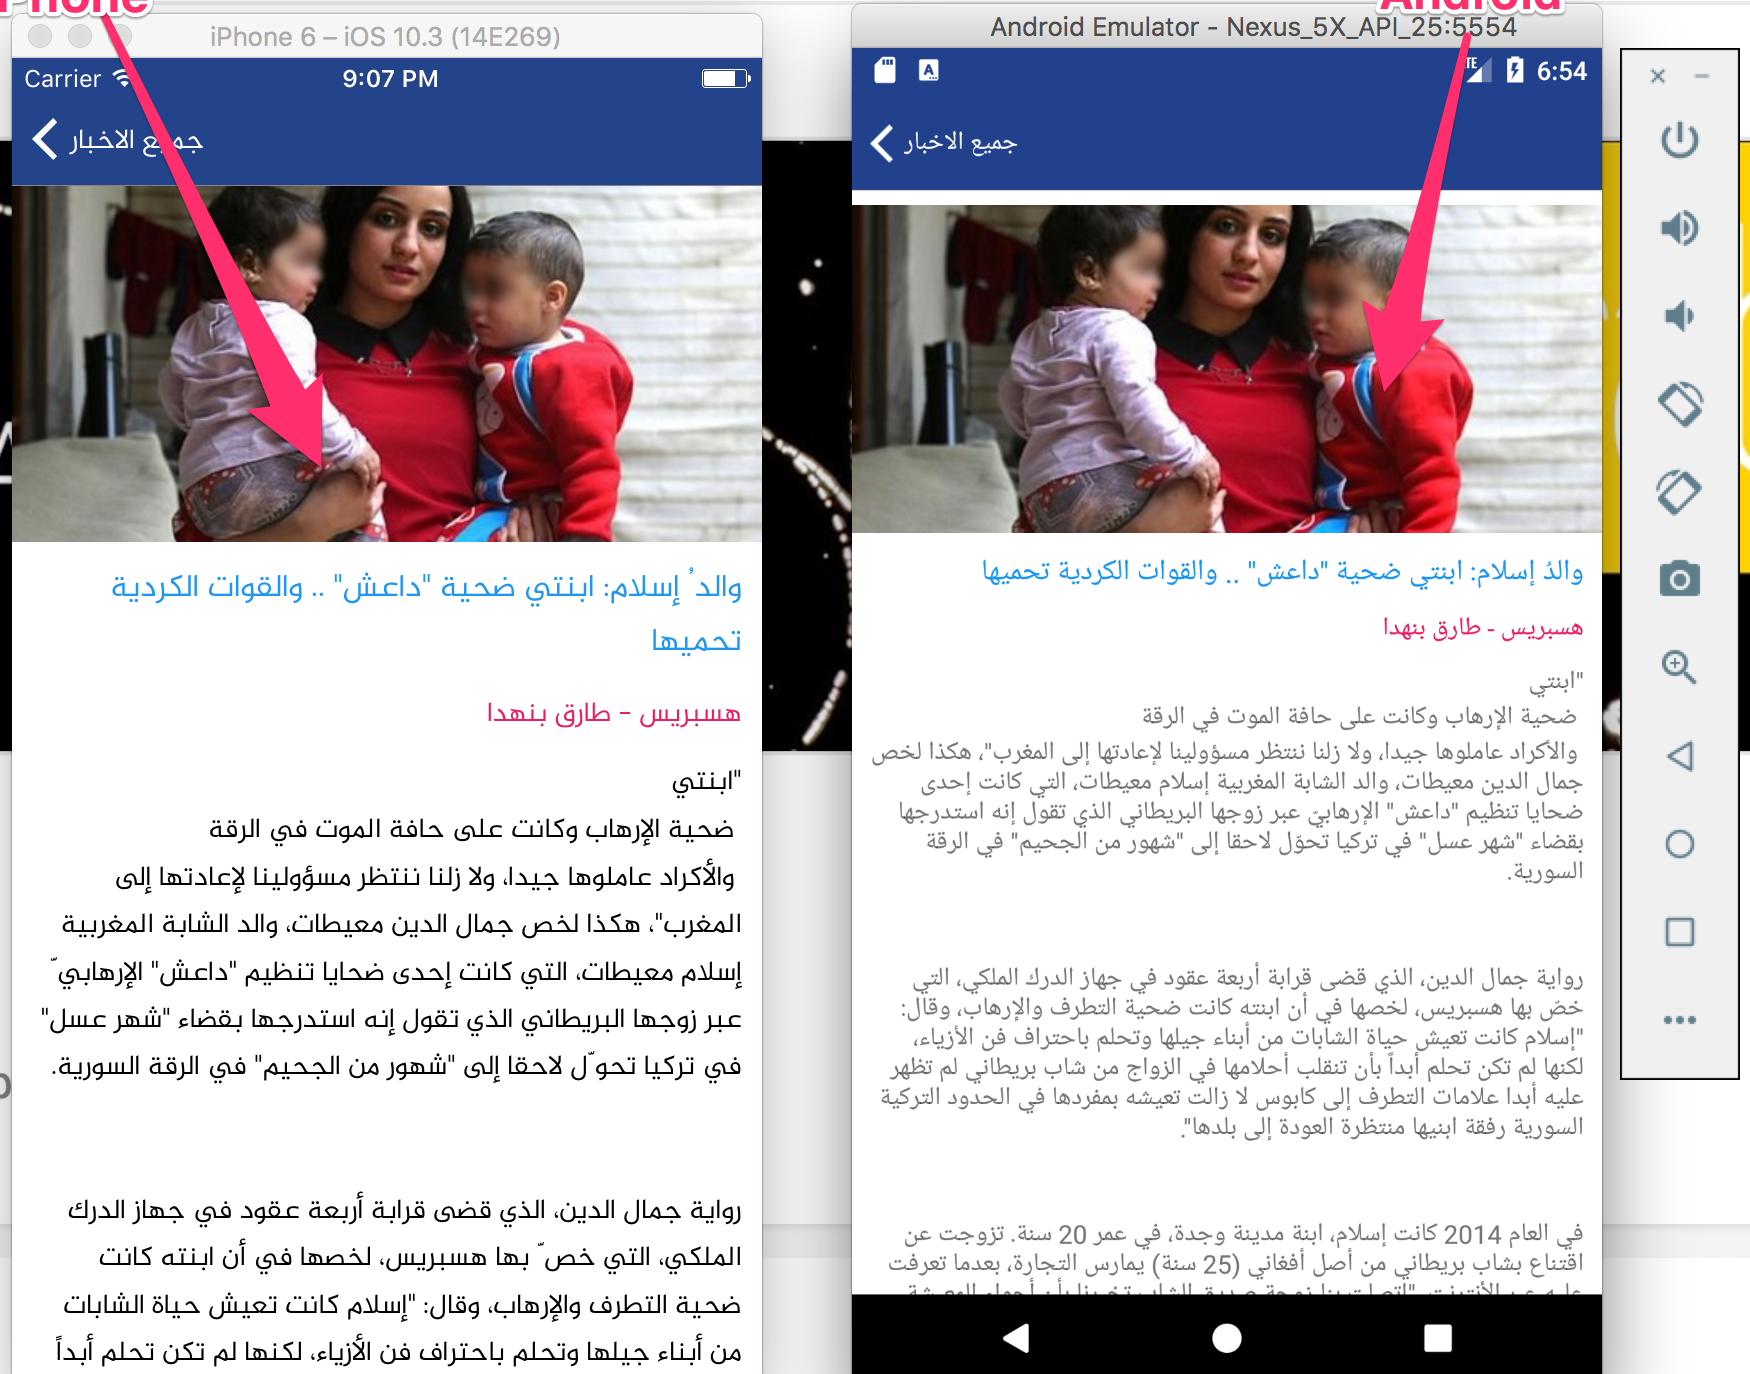 iPhone
iPhone 6 – iOS 10.3 (14E269)
Carrier
9:07 PM
جميع الاخبار
والدُ إسلام: ابنتي ضحية "داعش" .. والقوات الكردية
تحميها
هسبريس - طارق بنهدا
"ابنتي
ضحية الإرهاب وكانت على حافة الموت في الرقة
والأكراد عاملوها جيدا، ولا زلنا ننتظر مسؤولينا لإعادتها إلى
المغرب"، هكذا لخص جمال الدين معيطات، والد الشابة المغربية
إسلام معيطات، التي كانت إحدى ضحايا تنظيم "داعش" الإرهابيّ
عبر زوجها البريطاني الذي تقول إنه استدرجها بقضاء "شهر عسل"
في تركيا تحوّل لاحقا إلى "شهور من الجحيم" في الرقة السورية.
رواية جمال الدين، الذي قضى قرابة أربعة عقود في جهاز الدرك
الملكي، التي خصّ بها هسبريس، لخصها في أن ابنته كانت
ضحية التطرف والإرهاب، وقال: "إسلام كانت تعيش حياة الشابات
من أبناء جيلها وتحلم باحتراف فن الأزياء، لكنها لم تكن تحلم أبداً
Android
Android Emulator - Nexus_5X_API_25:5554
6:54
جميع الاخبار
والدُ إسلام: ابنتي ضحية "داعش" .. والقوات الكردية تحميها
هسبريس - طارق بنهدا
"ابنتي
ضحية الإرهاب وكانت على حافة الموت في الرقة
والأكراد عاملوها جيدا، ولا زلنا ننتظر مسؤولينا لإعادتها إلى المغرب"، هكذا لخص
جمال الدين معيطات، والد الشابة المغربية إسلام معيطات، التي كانت إحدى
ضحايا تنظيم "داعش" الإرهابيّ عبر زوجها البريطاني الذي تقول إنه استدرجها
بقضاء "شهر عسل" في تركيا تحوّل لاحقا إلى "شهور من الجحيم" في الرقة
السورية.
رواية جمال الدين، الذي قضى قرابة أربعة عقود في جهاز الدرك الملكي، التي
خصّ بها هسبريس، لخصها في أن ابنته كانت ضحية التطرف والإرهاب، وقال:
"إسلام كانت تعيش حياة الشابات من أبناء جيلها وتحلم باحتراف فن الأزياء،
لكنها لم تكن تحلم أبداً بأن تنقلب أحلامها في الزواج من شاب بريطاني لم تظهر
عليه أبدا علامات التطرف إلى كابوس لا زالت تعيشه بمفردها في الحدود التركية
السورية رفقة ابنيها منتظرة العودة إلى بلدها".
في العام 2014 كانت إسلام، ابنة مدينة وجدة، في عمر 20 سنة. تزوجت عن
اقتناع بشاب بريطاني من أصل أفغاني (25 سنة) يمارس التجارة، بعدما تعرفت